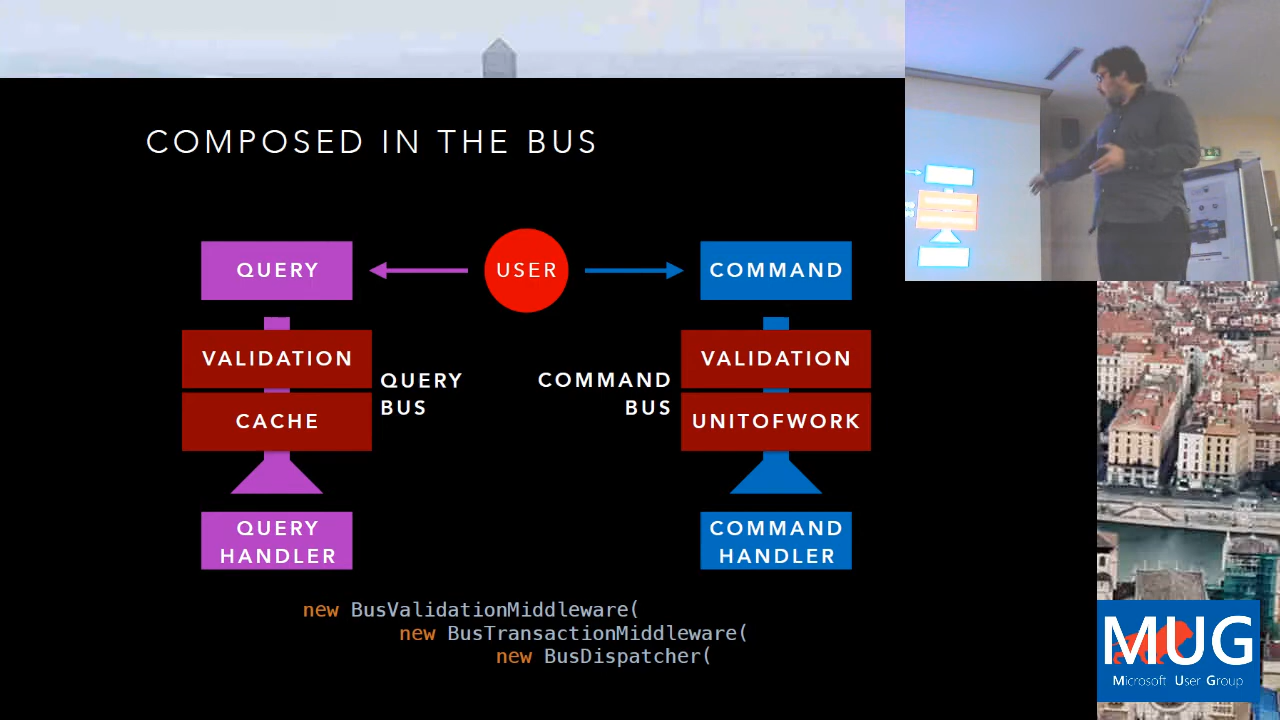 COMPOSED IN THE BUS
QUERY
USER
COMMAND
VALIDATION
CACHE
QUERY
BUS
COMMAND
BUS
VALIDATION
UNITOFWORK
QUERY
HANDLER
COMMAND
HANDLER
new BusValidationMiddleware(
new BusTransactionMiddleware(
new BusDispatcher(
MUG
Microsoft User Group